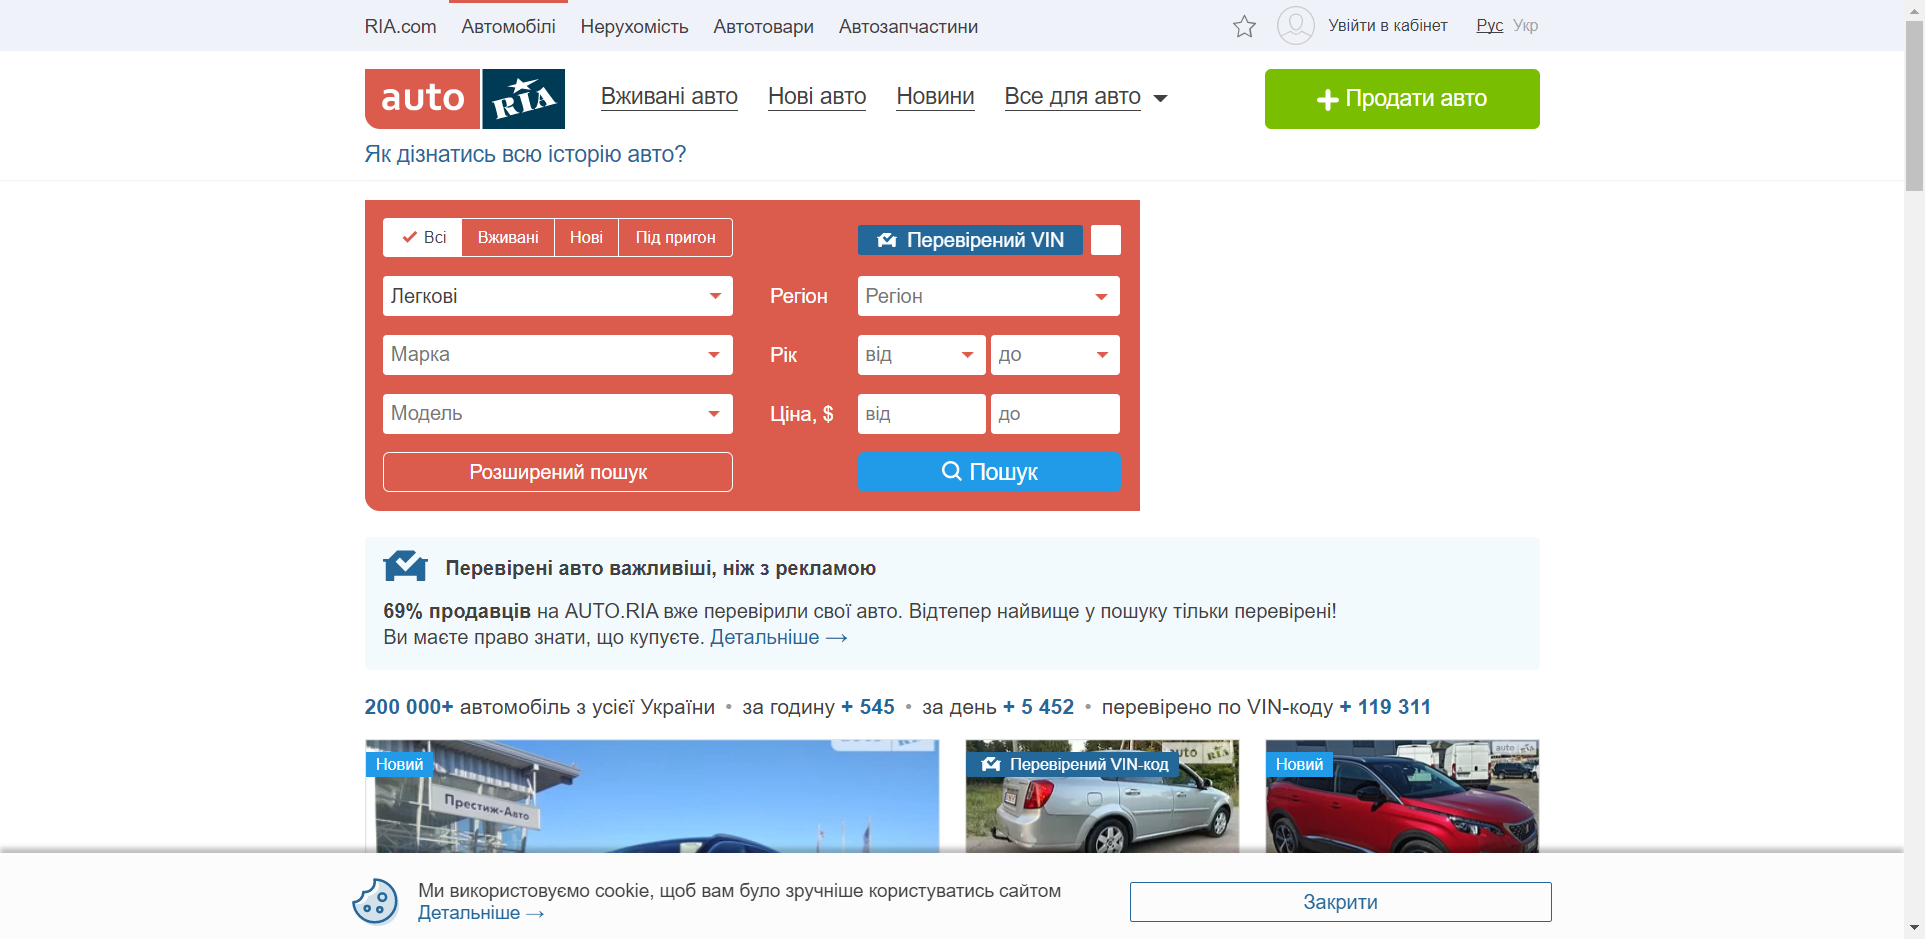 RIA.com Автомобілі Нерухомість Автотовари Автозапчастини Увійти в кабінет Рус Укр
auto RIA Вживані авто Нові авто Новини Все для авто Продати авто
Як дізнатись всю історію авто?
Всі Вживані Нові Під пригон Перевірений VIN
Легкові Регіон Регіон
Марка Рік від до
Модель Ціна, $ від до
Розширений пошук Пошук
Перевірені авто важливіші, ніж з рекламою
69% продавців на AUTO.RIA вже перевірили свої авто. Відтепер найвище у пошуку тільки перевірені!
Ви маєте право знати, що купуєте. Детальніше →
200 000+ автомобіль з усієї України • за годину + 545 • за день + 5 452 • перевірено по VIN-коду + 119 311
Новий Перевірений VIN-код auto RIA Новий auto RIA
Престиж-Авто
Ми використовуємо cookie, щоб вам було зручніше користуватись сайтом
Детальніше → Закрити